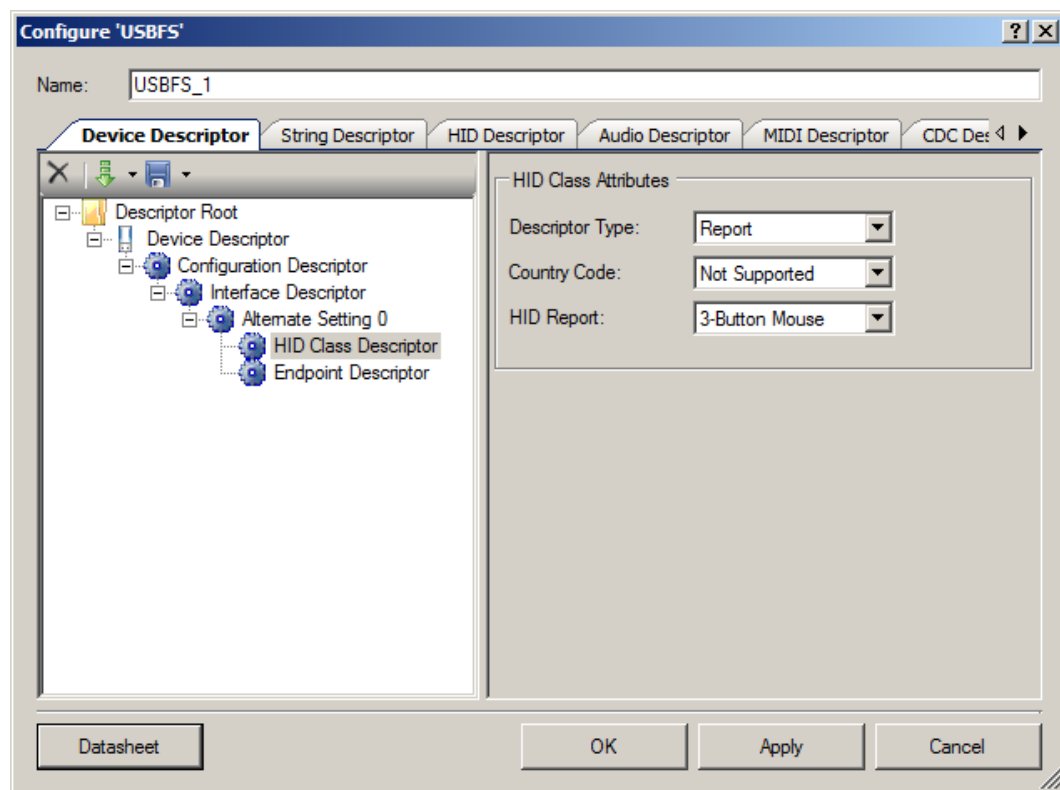 Configure 'USBFS'
Name: USBFS_1
Device Descriptor String Descriptor HID Descriptor Audio Descriptor MIDI Descriptor CDC Des
Descriptor Root
Device Descriptor
Configuration Descriptor
Interface Descriptor
Alternate Setting 0
HID Class Descriptor
Endpoint Descriptor
HID Class Attributes
Descriptor Type: Report
Country Code: Not Supported
HID Report: 3-Button Mouse
Datasheet OK Apply Cancel